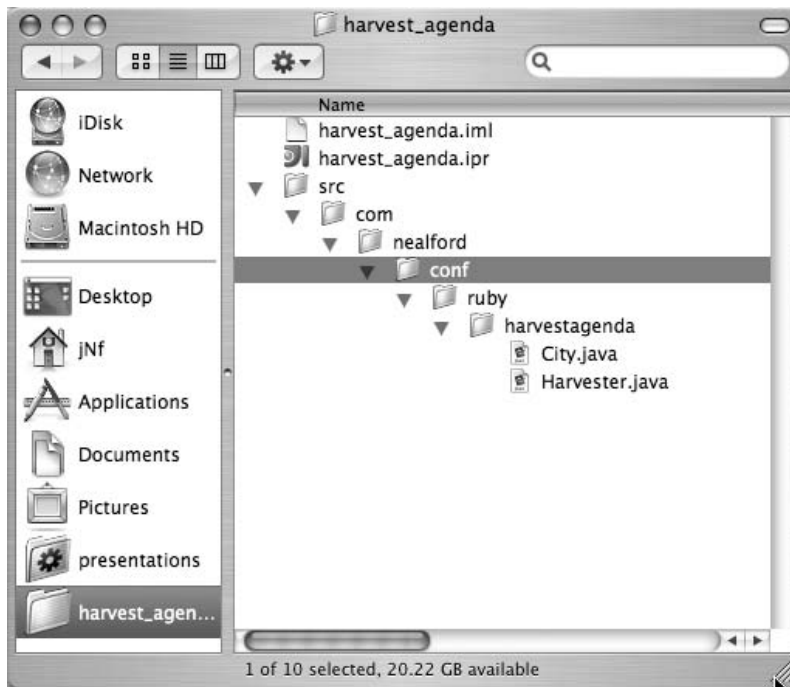 harvest_agenda
iDisk
Network
Macintosh HD
Desktop
jNf
Applications
Documents
Pictures
presentations
harvest_agen...
Name
harvest_agenda.iml
harvest_agenda.ipr
src
com
nealford
conf
ruby
harvestagenda
City.java
Harvester.java
1 of 10 selected, 20.22 GB available